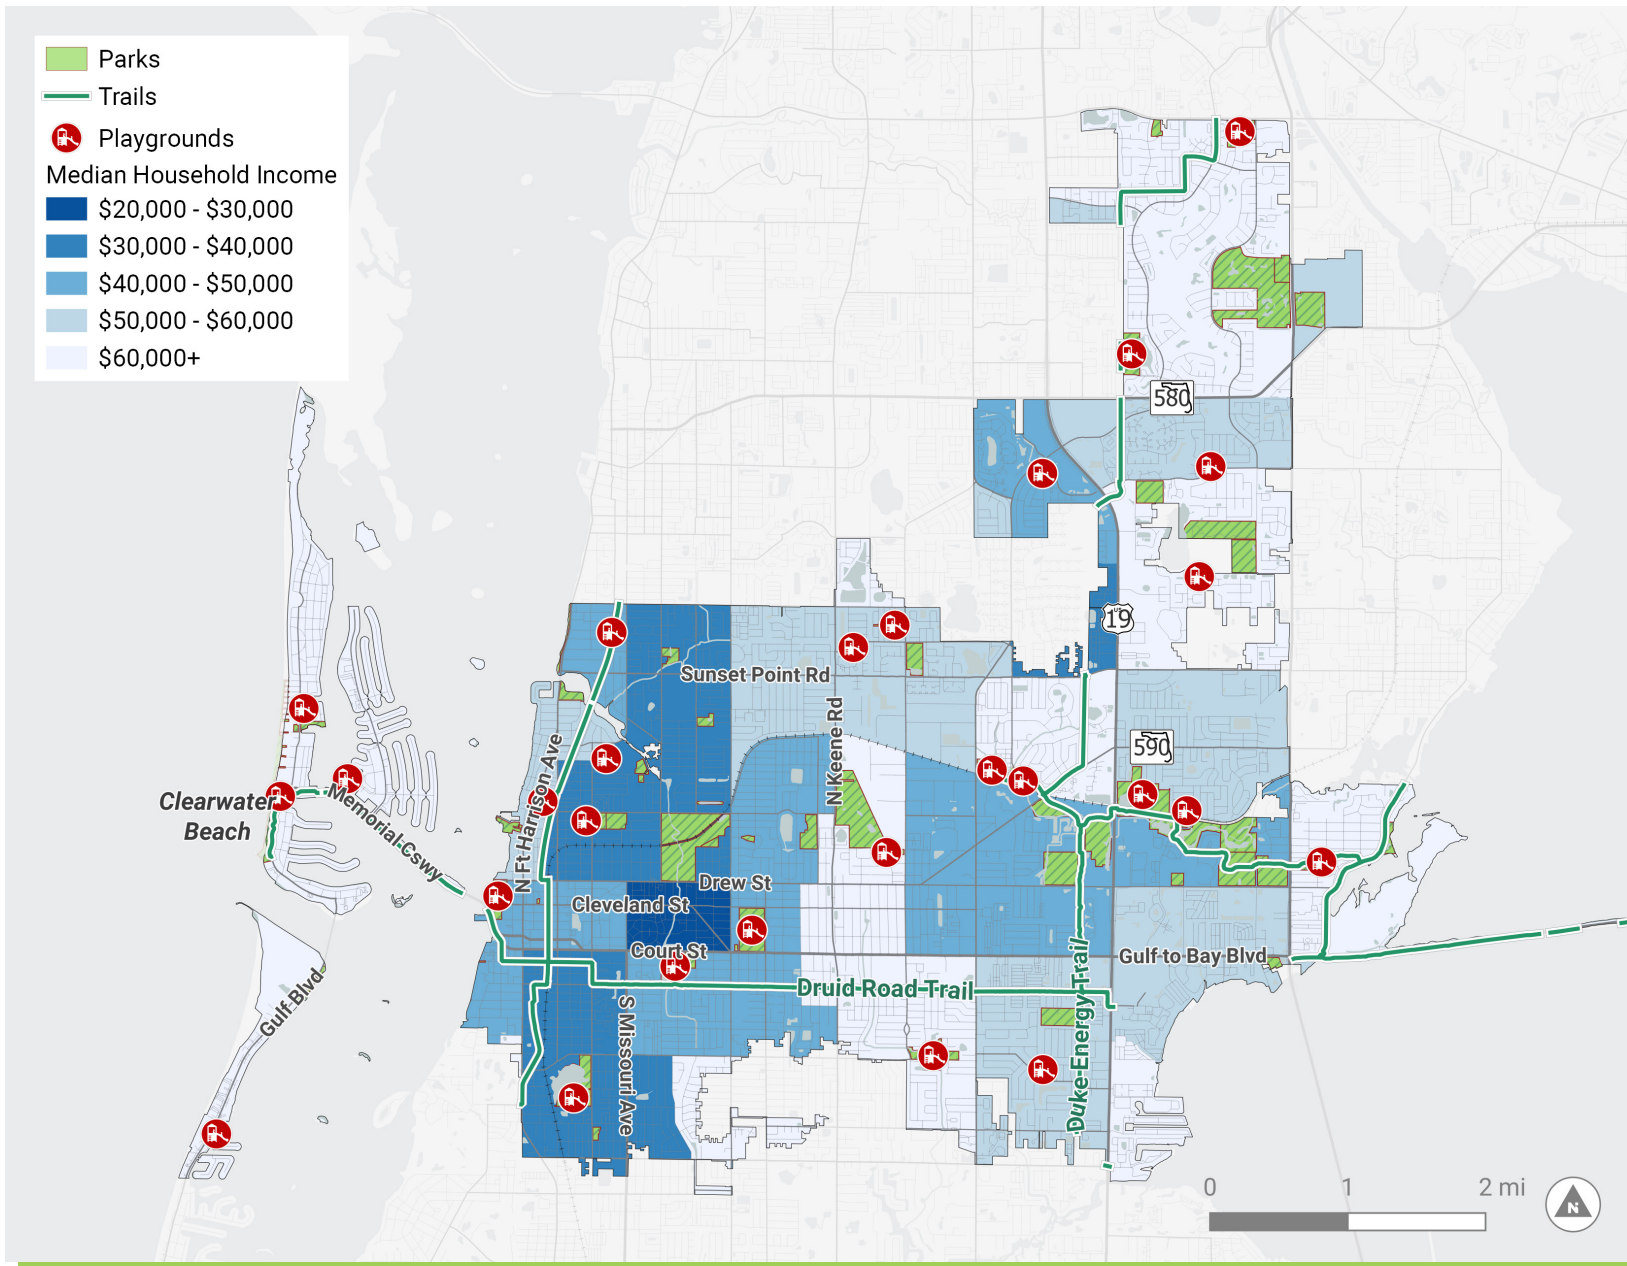 Parks
Trails
Playgrounds
Median Household Income
$20,000 - $30,000
$30,000 - $40,000
$40,000 - $50,000
$50,000 - $60,000
$60,000+
580
US
19
Sunset Point Rd
N Keene Rd
590
N Ft Harrison Ave
Clearwater
Beach
Memorial Cswy
Drew St
Cleveland St
Court St
Gulf to Bay Blvd
Druid Road Trail
Duke Energy Trail
Gulf Blvd
S Missouri Ave
0 1 2 mi
N